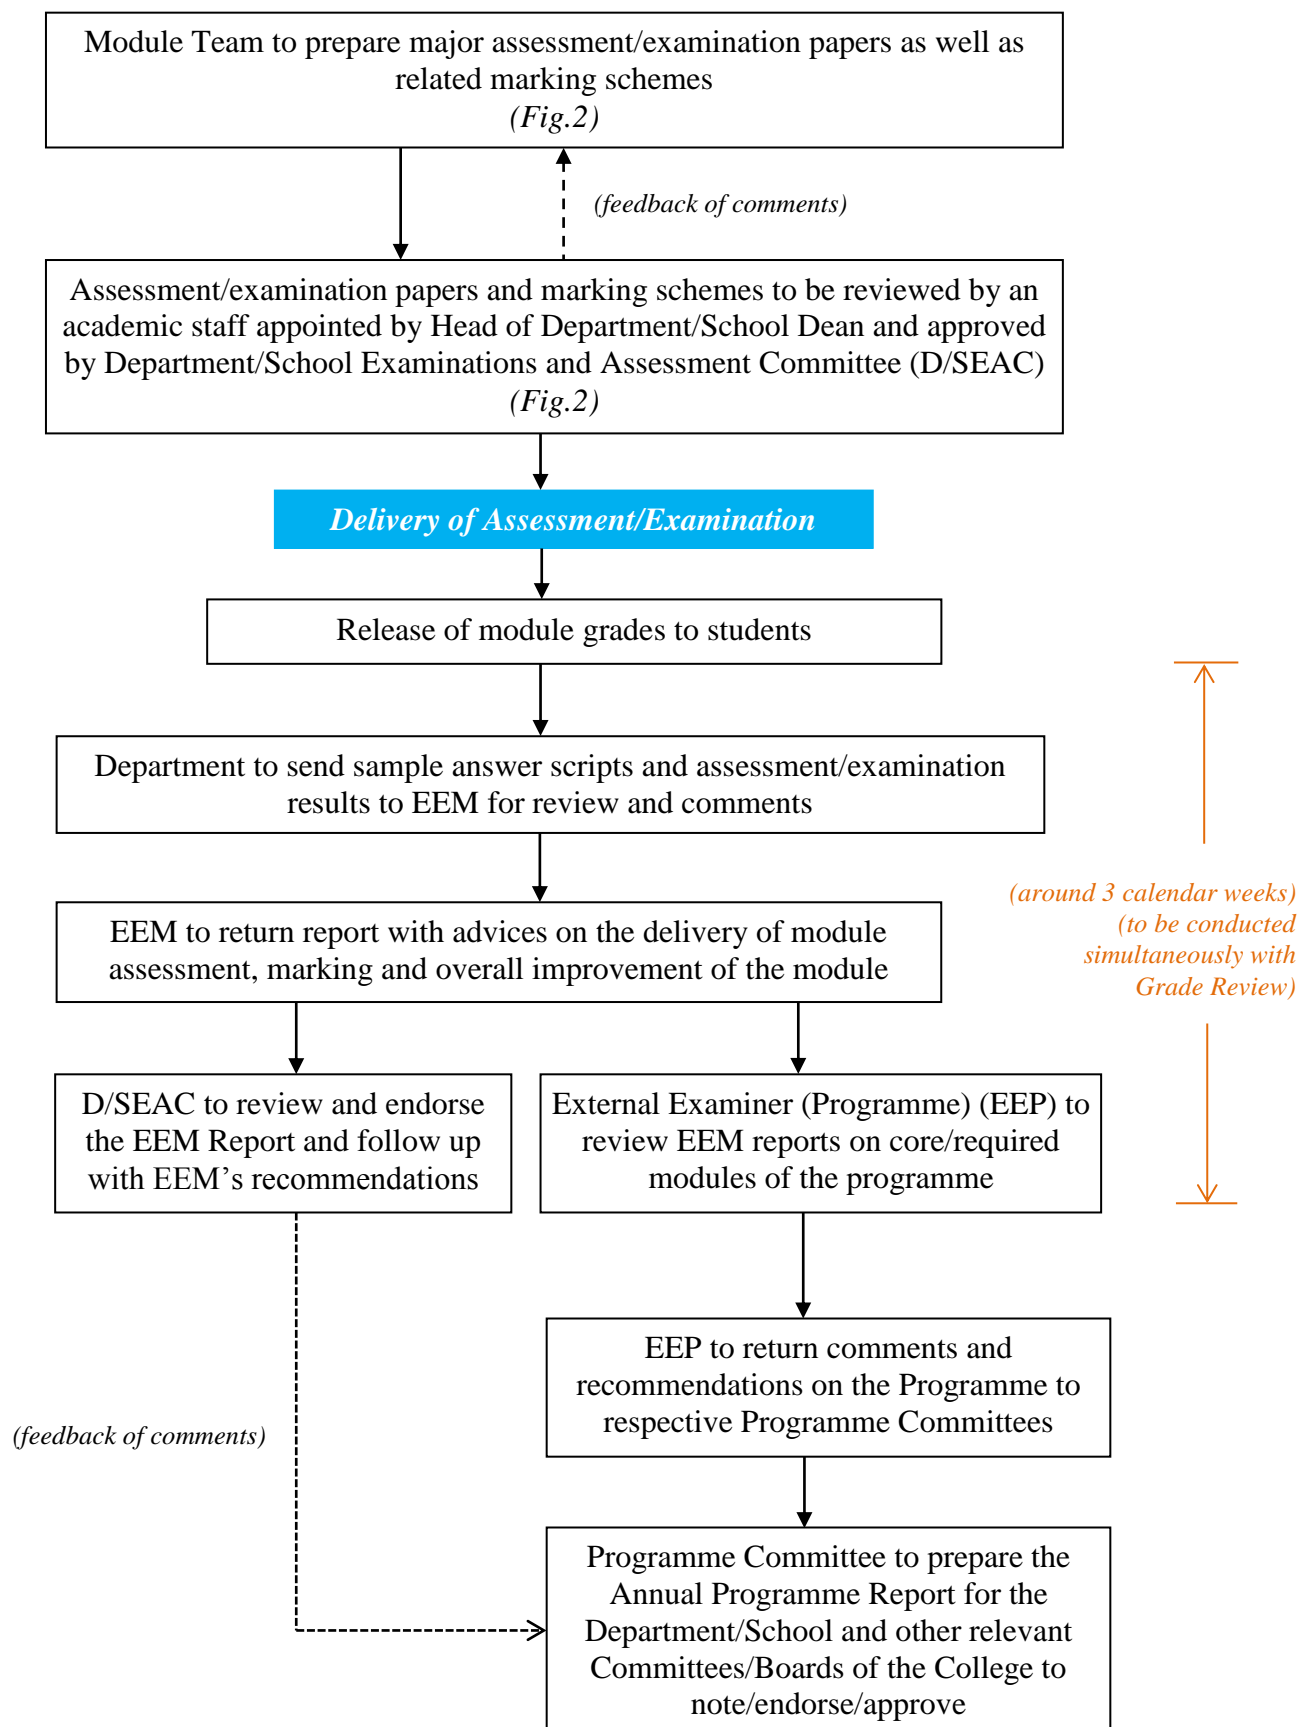 Module Team to prepare major assessment/examination papers as well as
related marking schemes
(Fig.2)
(feedback of comments)
Assessment/examination papers and marking schemes to be reviewed by an
academic staff appointed by Head of Department/School Dean and approved
by Department/School Examinations and Assessment Committee (D/SEAC)
(Fig.2)
Delivery of Assessment/Examination
Release of module grades to students
Department to send sample answer scripts and assessment/examination
results to EEM for review and comments
EEM to return report with advices on the delivery of module
assessment, marking and overall improvement of the module
(around 3 calendar weeks)
(to be conducted
simultaneously with
Grade Review)
D/SEAC to review and endorse
the EEM Report and follow up
with EEM’s recommendations
External Examiner (Programme) (EEP) to
review EEM reports on core/required
modules of the programme
EEP to return comments and
recommendations on the Programme to
respective Programme Committees
(feedback of comments)
Programme Committee to prepare the
Annual Programme Report for the
Department/School and other relevant
Committees/Boards of the College to
note/endorse/approve